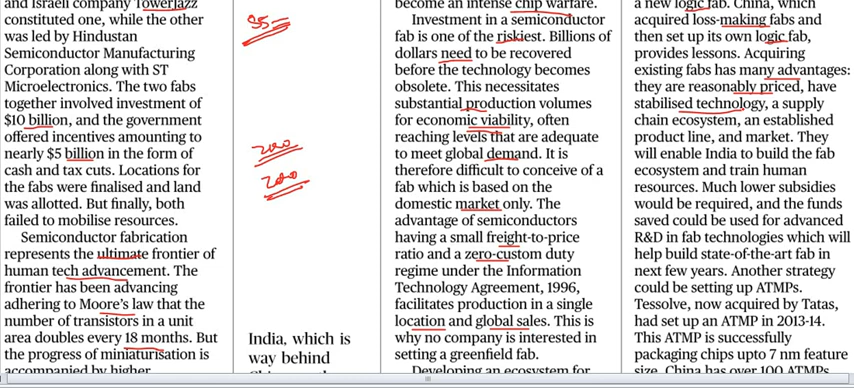 and Israeli company TowerJazz
constituted one, while the other
was led by Hindustan
Semiconductor Manufacturing
Corporation along with ST
Microelectronics. The two fabs
together involved investment of
$10 billion, and the government
offered incentives amounting to
nearly $5 billion in the form of
cash and tax cuts. Locations for
the fabs were finalised and land
was allotted. But finally, both
failed to mobilise resources.
Semiconductor fabrication
represents the ultimate frontier of
human tech advancement. The
frontier has been advancing
adhering to Moore's law that the
number of transistors in a unit
area doubles every 18 months. But
the progress of miniaturisation is
accompanied by higher
200
200
India, which is
way behind
become an intense chip warfare.
Investment in a semiconductor
fab is one of the riskiest. Billions of
dollars need to be recovered
before the technology becomes
obsolete. This necessitates
substantial production volumes
for economic viability, often
reaching levels that are adequate
to meet global demand. It is
therefore difficult to conceive of a
fab which is based on the
domestic market only. The
advantage of semiconductors
having a small freight-to-price
ratio and a zero-custom duty
regime under the Information
Technology Agreement, 1996,
facilitates production in a single
location and global sales. This is
why no company is interested in
setting a greenfield fab.
Developing an ecosystem for
a new logic fab. China, which
acquired loss-making fabs and
then set up its own logic fab,
provides lessons. Acquiring
existing fabs has many advantages:
they are reasonably priced, have
stabilised technology, a supply
chain ecosystem, an established
product line, and market. They
will enable India to build the fab
ecosystem and train human
resources. Much lower subsidies
would be required, and the funds
saved could be used for advanced
R&D in fab technologies which will
help build state-of-the-art fab in
next few years. Another strategy
could be setting up ATMPs.
Tessolve, now acquired by Tatas,
had set up an ATMP in 2013-14.
This ATMP is successfully
packaging chips upto 7 nm feature
size. China has over 100 ATMPs